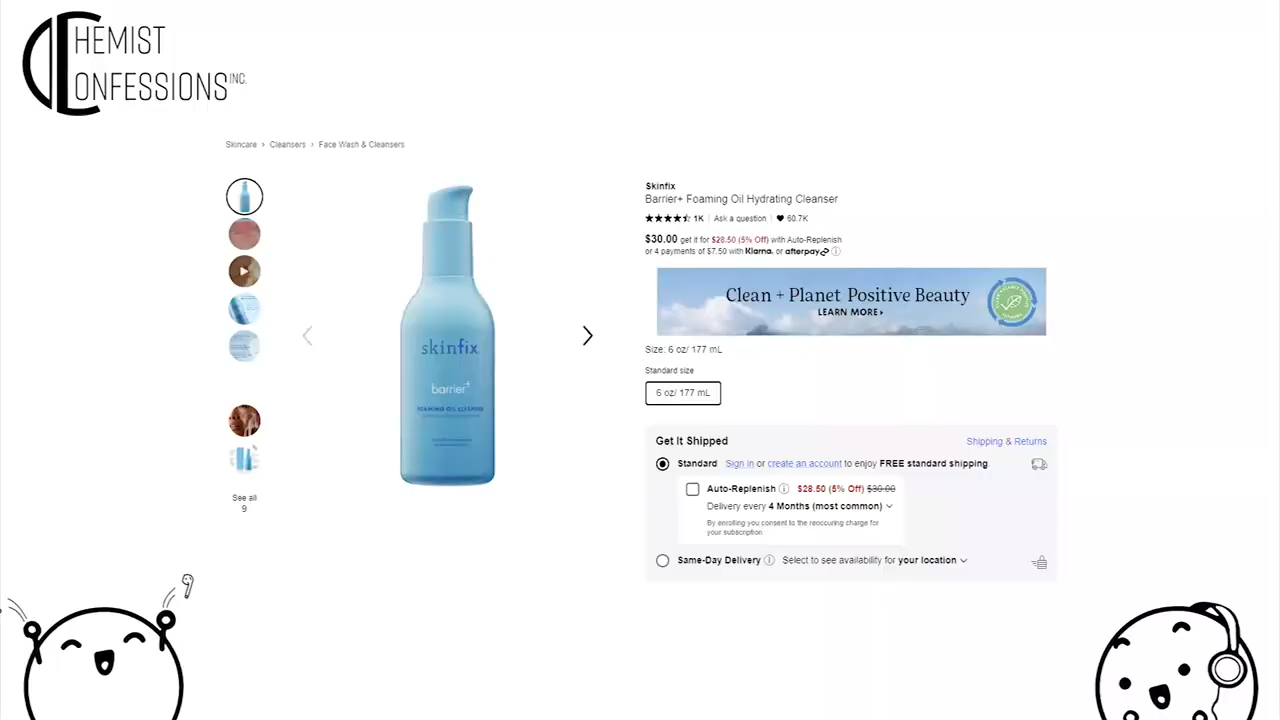 CHEMIST
CONFESSIONS INC.
Skincare > Cleansers > Face Wash & Cleansers
See all
9
skinfix
barrier+
FOAMING OIL CLEANSER
Skinfix
Barrier+ Foaming Oil Hydrating Cleanser
1K | Ask a question | 60.7K
$30.00 get it for $28.50 (5% Off) with Auto-Replenish
or 4 payments of $7.50 with Klarna. or afterpay
Clean + Planet Positive Beauty
LEARN MORE
Size: 6 oz/ 177 mL
Standard size
6 oz/ 177 mL
Get It Shipped
Shipping & Returns
Standard Sign in or create an account to enjoy FREE standard shipping.
Auto-Replenish $28.50 (5% Off) $30.00
Delivery every 4 Months (most common)
By enrolling you consent to the reoccuring charge for
your subscription
Same-Day Delivery Select to see availability for your location